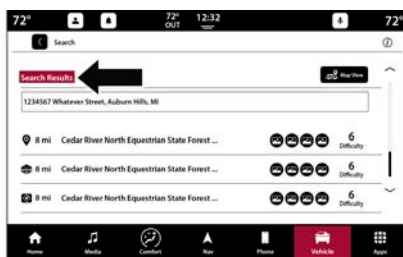 72° 72° OUT 12:32 72°
Search
Search Results Map View
1234567 Whatever Street, Auburn Hills, MI
8 mi Cedar River North Equestrian State Forest ... 6 Difficulty
8 mi Cedar River North Equestrian State Forest ... 6 Difficulty
8 mi Cedar River North Equestrian State Forest ... 6 Difficulty
Home Media Comfort Nav Phone Vehicle Apps